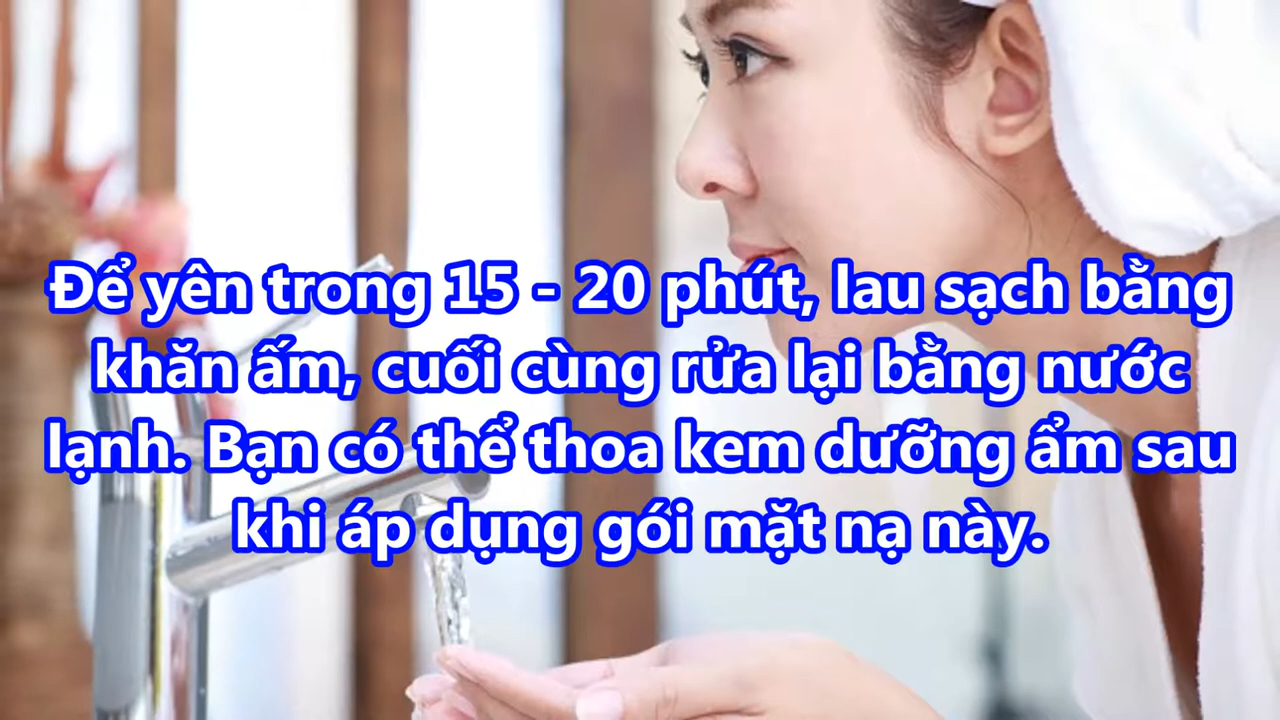 Để yên trong 15 - 20 phút, lau sạch bằng
khăn ấm, cuối cùng rửa lại bằng nước
lạnh. Bạn có thể thoa kem dưỡng ẩm sau
khi áp dụng gói mặt nạ này.